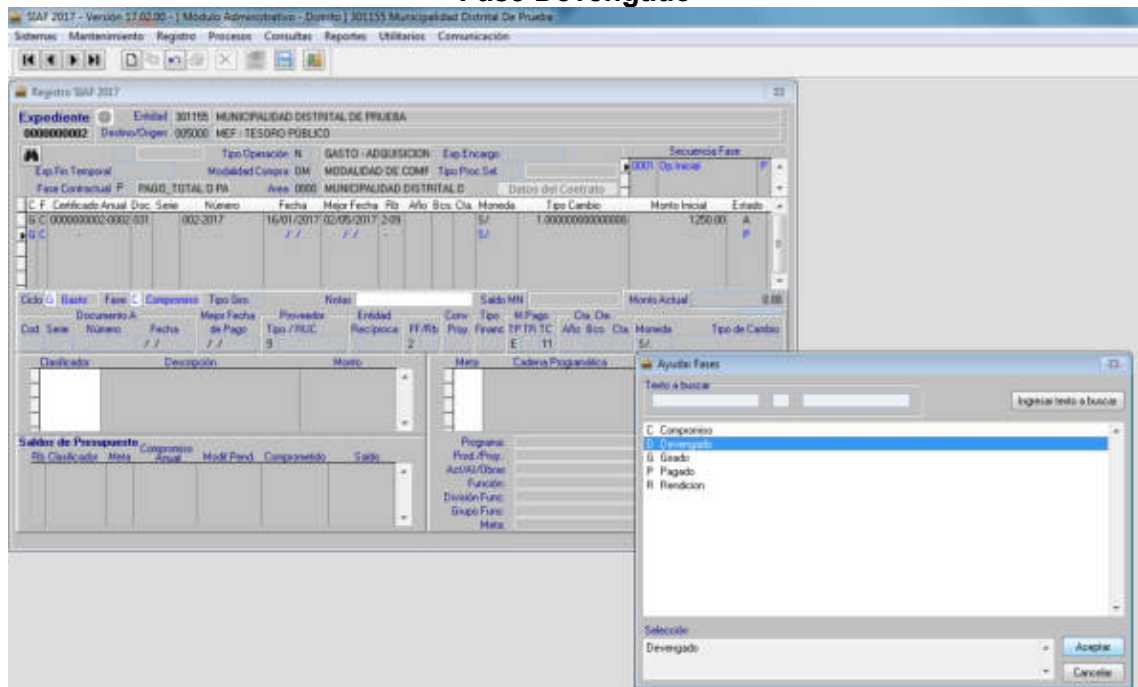 Fase Devengado
SIAF 2017 - Versión 17.02.00 - [ Módulo Administrativo - Distrito ] 301155 Municipalidad Distrital De Prueba
Sistemas Mantenimiento Registro Procesos Consultas Reportes Utilitarios Comunicación
Registro SIAF 2017
Expediente Entidad 301155 MUNICIPALIDAD DISTRITAL DE PRUEBA
0000000002 Destino/Origen 005000 MEF - TESORO PÚBLICO
Tipo Operación N GASTO - ADQUISICION Exp Encargo Secuencia Fase
Exp.Fin Temporal Modalidad Compra DM MODALIDAD DE COMP Tipo Proc. Sel. 0001 Op.Inicial P
Fase Contractual P PAGO_TOTAL O PA Area 0000 MUNICIPALIDAD DISTRITAL D Datos del Contrato
C F Certificado Anual Doc. Serie Número Fecha Mejor Fecha Rb Año Bco. Cta. Moneda Tipo Cambio Monto Inicial Estado
G C 0000000002-0002 031 002-2017 16/01/2017 02/05/2017 2-09 S/. 1.00000000000000 1250.00 A
G C - / / / / - S/. P
Ciclo G Gasto Fase C Compromiso Tipo Giro Notas Saldo MN Monto Actual 0.00
Documento A Mejor Fecha Proveedor Entidad Conv Tipo M.Pago Cta. Cte.
Cod. Serie Número Fecha de Pago Tipo / RUC Recíproca FF/Rb Proy. Financ TP TR TC Año Bco. Cta. Moneda Tipo de Cambio
/ / / / 9 2 E 11 S/.
Clasificador Descripción Monto Meta Cadena Programática
Saldos de Presupuesto
Rb Clasificador Meta Compromiso Anual Modif.Pend. Comprometido Saldo
Programa:
Prod./Proy.:
Act/AI/Obras:
Función:
División Func:
Grupo Func:
Meta:
Ayuda: Fases
Texto a buscar
Ingresar texto a buscar
C Compromiso
D Devengado
G Girado
P Pagado
R Rendicion
Selección
Devengado
Aceptar
Cancelar